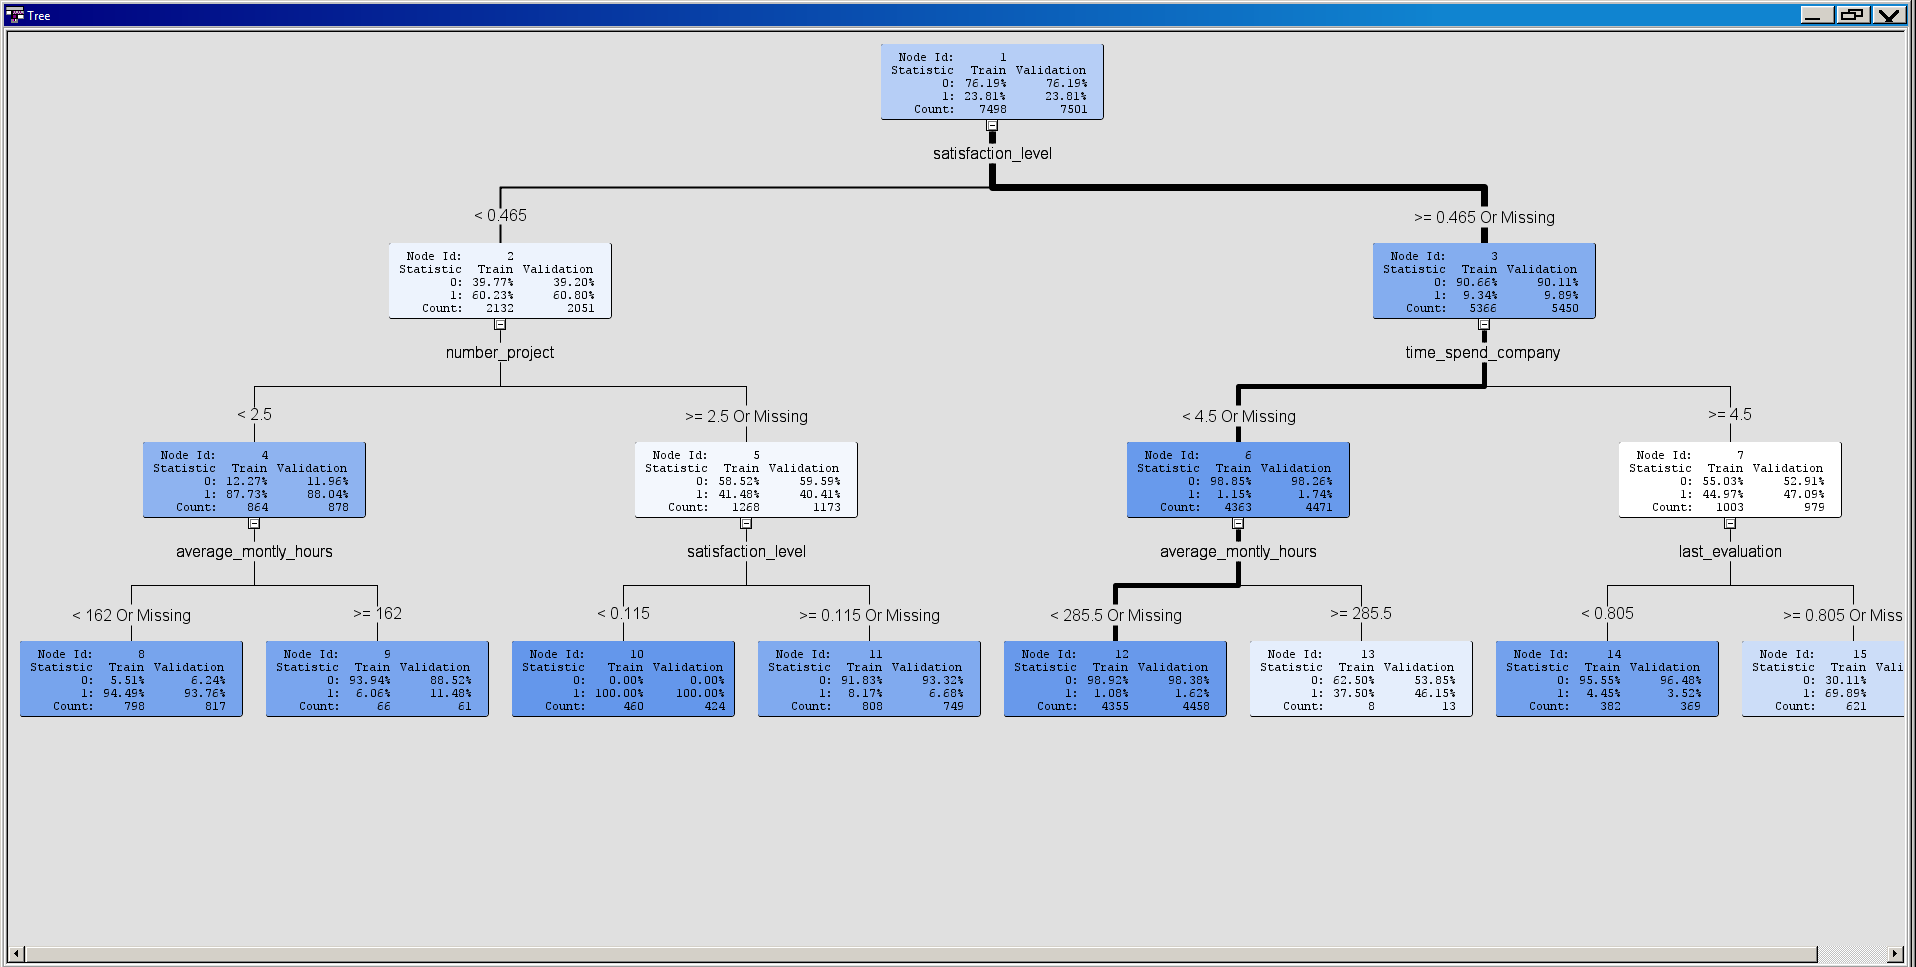 Tree
Node Id: 1
Statistic Train Validation
0: 76.19% 76.19%
1: 23.81% 23.81%
Count: 7498 7501
satisfaction_level
< 0.465
>= 0.465 Or Missing
Node Id: 2
Statistic Train Validation
0: 39.77% 39.20%
1: 60.23% 60.80%
Count: 2132 2051
Node Id: 3
Statistic Train Validation
0: 90.66% 90.11%
1: 9.34% 9.89%
Count: 5366 5450
number_project
time_spend_company
< 2.5
>= 2.5 Or Missing
< 4.5 Or Missing
>= 4.5
Node Id: 4
Statistic Train Validation
0: 12.27% 11.96%
1: 87.73% 88.04%
Count: 864 878
Node Id: 5
Statistic Train Validation
0: 58.52% 59.59%
1: 41.48% 40.41%
Count: 1268 1173
Node Id: 6
Statistic Train Validation
0: 98.85% 98.26%
1: 1.15% 1.74%
Count: 4363 4471
Node Id: 7
Statistic Train Validation
0: 55.03% 52.91%
1: 44.97% 47.09%
Count: 1003 979
average_montly_hours
satisfaction_level
average_montly_hours
last_evaluation
< 162 Or Missing
>= 162
< 0.115
>= 0.115 Or Missing
< 285.5 Or Missing
>= 285.5
< 0.805
>= 0.805 Or Miss
Node Id: 8
Statistic Train Validation
0: 5.51% 6.24%
1: 94.49% 93.76%
Count: 798 817
Node Id: 9
Statistic Train Validation
0: 93.94% 88.52%
1: 6.06% 11.48%
Count: 66 61
Node Id: 10
Statistic Train Validation
0: 0.00% 0.00%
1: 100.00% 100.00%
Count: 460 424
Node Id: 11
Statistic Train Validation
0: 91.83% 93.32%
1: 8.17% 6.68%
Count: 808 749
Node Id: 12
Statistic Train Validation
0: 98.92% 98.38%
1: 1.08% 1.62%
Count: 4355 4458
Node Id: 13
Statistic Train Validation
0: 62.50% 53.85%
1: 37.50% 46.15%
Count: 8 13
Node Id: 14
Statistic Train Validation
0: 95.55% 96.48%
1: 4.45% 3.52%
Count: 382 369
Node Id: 15
Statistic Train Vali
0: 30.11%
1: 69.89%
Count: 621